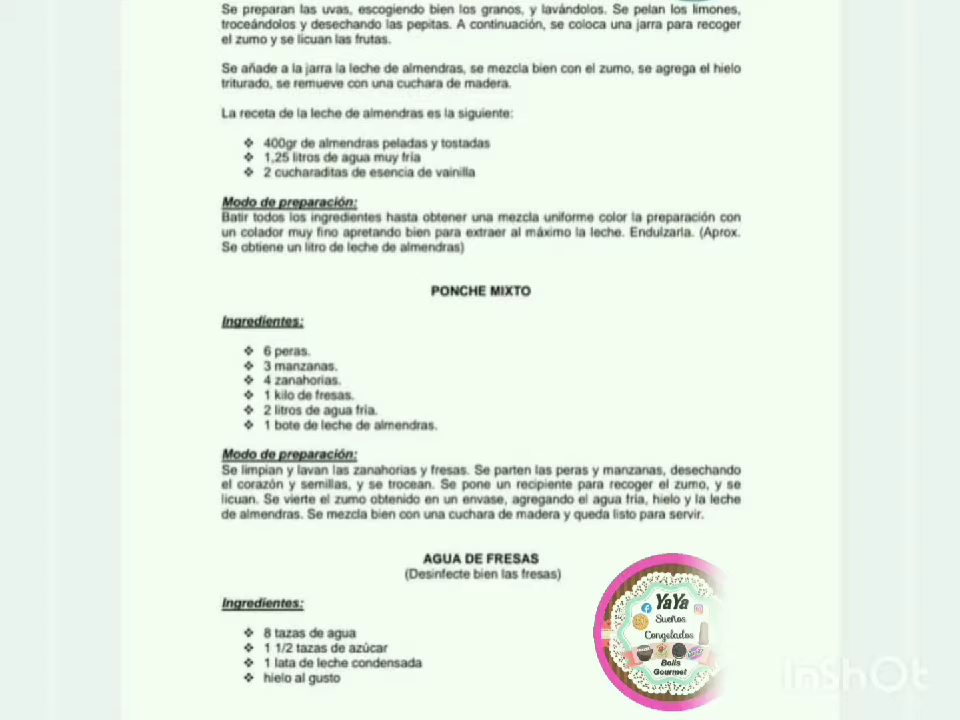 Se preparan las uvas, escogiendo bien los granos, y lavándolos. Se pelan los limones,
troceándolos y desechando las pepitas. A continuación, se coloca una jarra para recoger
el zumo y se licuan las frutas.
Se añade a la jarra la leche de almendras, se mezcla bien con el zumo, se agrega el hielo
triturado, se remueve con una cuchara de madera.
La receta de la leche de almendras es la siguiente:
❖ 400gr de almendras peladas y tostadas
❖ 1,25 litros de agua muy fría
❖ 2 cucharaditas de esencia de vainilla
Modo de preparación:
Batir todos los ingredientes hasta obtener una mezcla uniforme color la preparación con
un colador muy fino apretando bien para extraer al máximo la leche. Endulzarla. (Aprox.
Se obtiene un litro de leche de almendras)
PONCHE MIXTO
Ingredientes:
❖ 6 peras.
❖ 3 manzanas.
❖ 4 zanahorias.
❖ 1 kilo de fresas.
❖ 2 litros de agua fría.
❖ 1 bote de leche de almendras.
Modo de preparación:
Se limpian y lavan las zanahorias y fresas. Se parten las peras y manzanas, desechando
el corazón y semillas, y se trocean. Se pone un recipiente para recoger el zumo, y se
licuan. Se vierte el zumo obtenido en un envase, agregando el agua fría, hielo y la leche
de almendras. Se mezcla bien con una cuchara de madera y queda listo para servir.
AGUA DE FRESAS
(Desinfecte bien las fresas)
Ingredientes:
❖ 8 tazas de agua
❖ 1 1/2 tazas de azúcar
❖ 1 lata de leche condensada
❖ hielo al gusto
YaYa
Sueños
Congelados
Bolis
Gourmet
InShOt